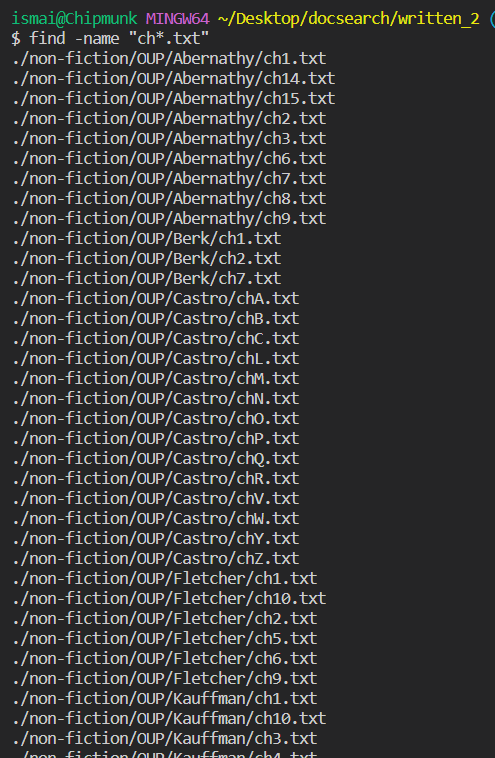 ismai@Chipmunk MINGW64 ~/Desktop/docsearch/written_2 (
$ find -name "ch*.txt"
./non-fiction/OUP/Abernathy/ch1.txt
./non-fiction/OUP/Abernathy/ch14.txt
./non-fiction/OUP/Abernathy/ch15.txt
./non-fiction/OUP/Abernathy/ch2.txt
./non-fiction/OUP/Abernathy/ch3.txt
./non-fiction/OUP/Abernathy/ch6.txt
./non-fiction/OUP/Abernathy/ch7.txt
./non-fiction/OUP/Abernathy/ch8.txt
./non-fiction/OUP/Abernathy/ch9.txt
./non-fiction/OUP/Berk/ch1.txt
./non-fiction/OUP/Berk/ch2.txt
./non-fiction/OUP/Berk/ch7.txt
./non-fiction/OUP/Castro/chA.txt
./non-fiction/OUP/Castro/chB.txt
./non-fiction/OUP/Castro/chC.txt
./non-fiction/OUP/Castro/chL.txt
./non-fiction/OUP/Castro/chM.txt
./non-fiction/OUP/Castro/chN.txt
./non-fiction/OUP/Castro/chO.txt
./non-fiction/OUP/Castro/chP.txt
./non-fiction/OUP/Castro/chQ.txt
./non-fiction/OUP/Castro/chR.txt
./non-fiction/OUP/Castro/chV.txt
./non-fiction/OUP/Castro/chW.txt
./non-fiction/OUP/Castro/chY.txt
./non-fiction/OUP/Castro/chZ.txt
./non-fiction/OUP/Fletcher/ch1.txt
./non-fiction/OUP/Fletcher/ch10.txt
./non-fiction/OUP/Fletcher/ch2.txt
./non-fiction/OUP/Fletcher/ch5.txt
./non-fiction/OUP/Fletcher/ch6.txt
./non-fiction/OUP/Fletcher/ch9.txt
./non-fiction/OUP/Kauffman/ch1.txt
./non-fiction/OUP/Kauffman/ch10.txt
./non-fiction/OUP/Kauffman/ch3.txt
./non-fiction/OUP/Kauffman/ch4.txt